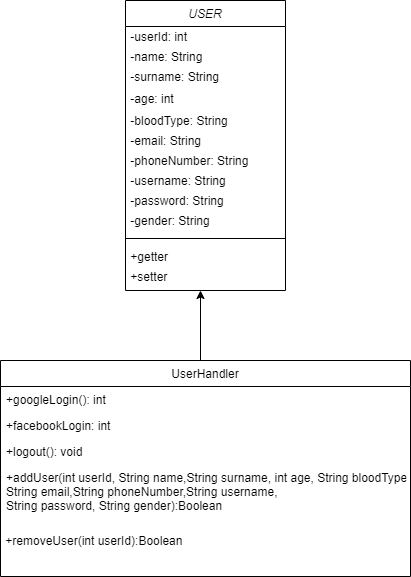 USER
-userId: int
-name: String
-surname: String
-age: int
-bloodType: String
-email: String
-phoneNumber: String
-username: String
-password: String
-gender: String
+getter
+setter
UserHandler
+googleLogin(): int
+facebookLogin: int
+logout(): void
+addUser(int userId, String name,String surname, int age, String bloodType
String email,String phoneNumber,String username,
String password, String gender):Boolean
+removeUser(int userId):Boolean